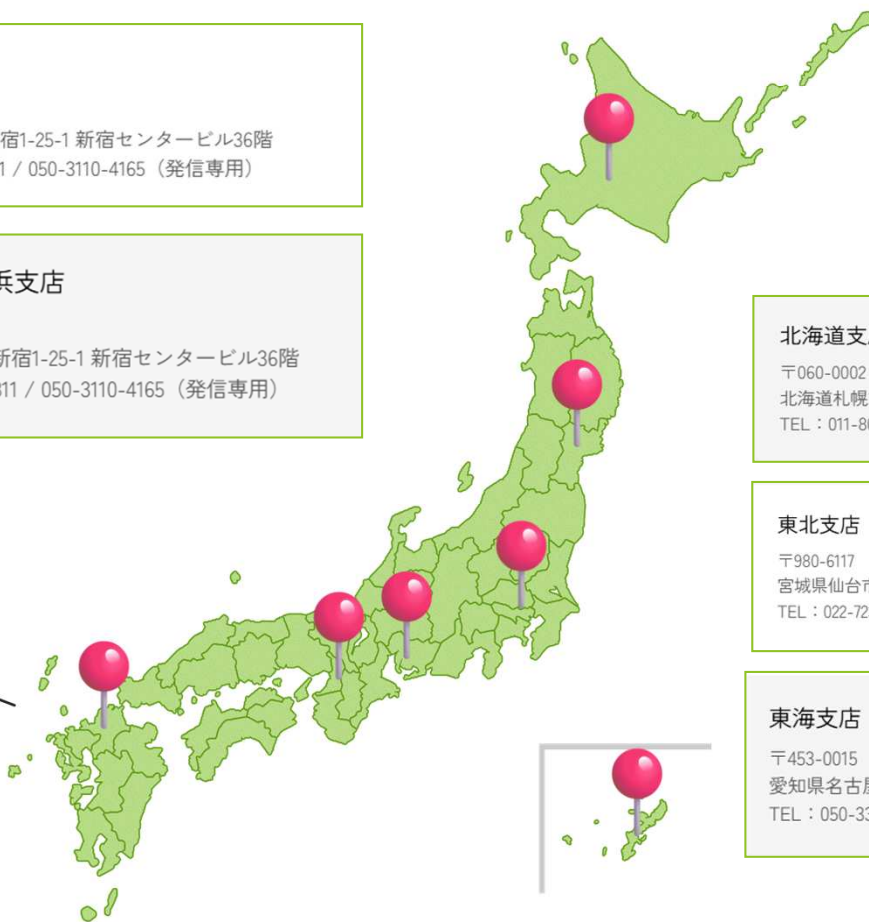 宿1-25-1 新宿センタービル36階
1 / 050-3110-4165（発信専用）
浜支店
新宿1-25-1 新宿センタービル36階
311 / 050-3110-4165（発信専用）
北海道支
〒060-0002
北海道札幌
TEL：011-8
東北支店
〒980-6117
宮城県仙台市
TEL：022-72
東海支店
〒453-0015
愛知県名古屋
TEL：050-33